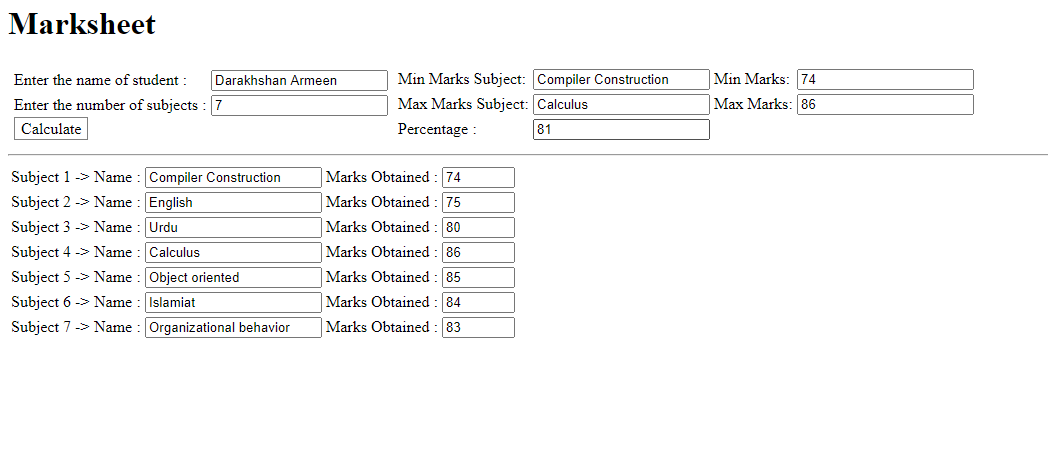 Marksheet
Enter the name of student : Darakhshan Armeen Min Marks Subject: Compiler Construction Min Marks: 74
Enter the number of subjects : 7 Max Marks Subject: Calculus Max Marks: 86
Calculate Percentage : 81
Subject 1 -> Name : Compiler Construction Marks Obtained : 74
Subject 2 -> Name : English Marks Obtained : 75
Subject 3 -> Name : Urdu Marks Obtained : 80
Subject 4 -> Name : Calculus Marks Obtained : 86
Subject 5 -> Name : Object oriented Marks Obtained : 85
Subject 6 -> Name : Islamiat Marks Obtained : 84
Subject 7 -> Name : Organizational behavior Marks Obtained : 83